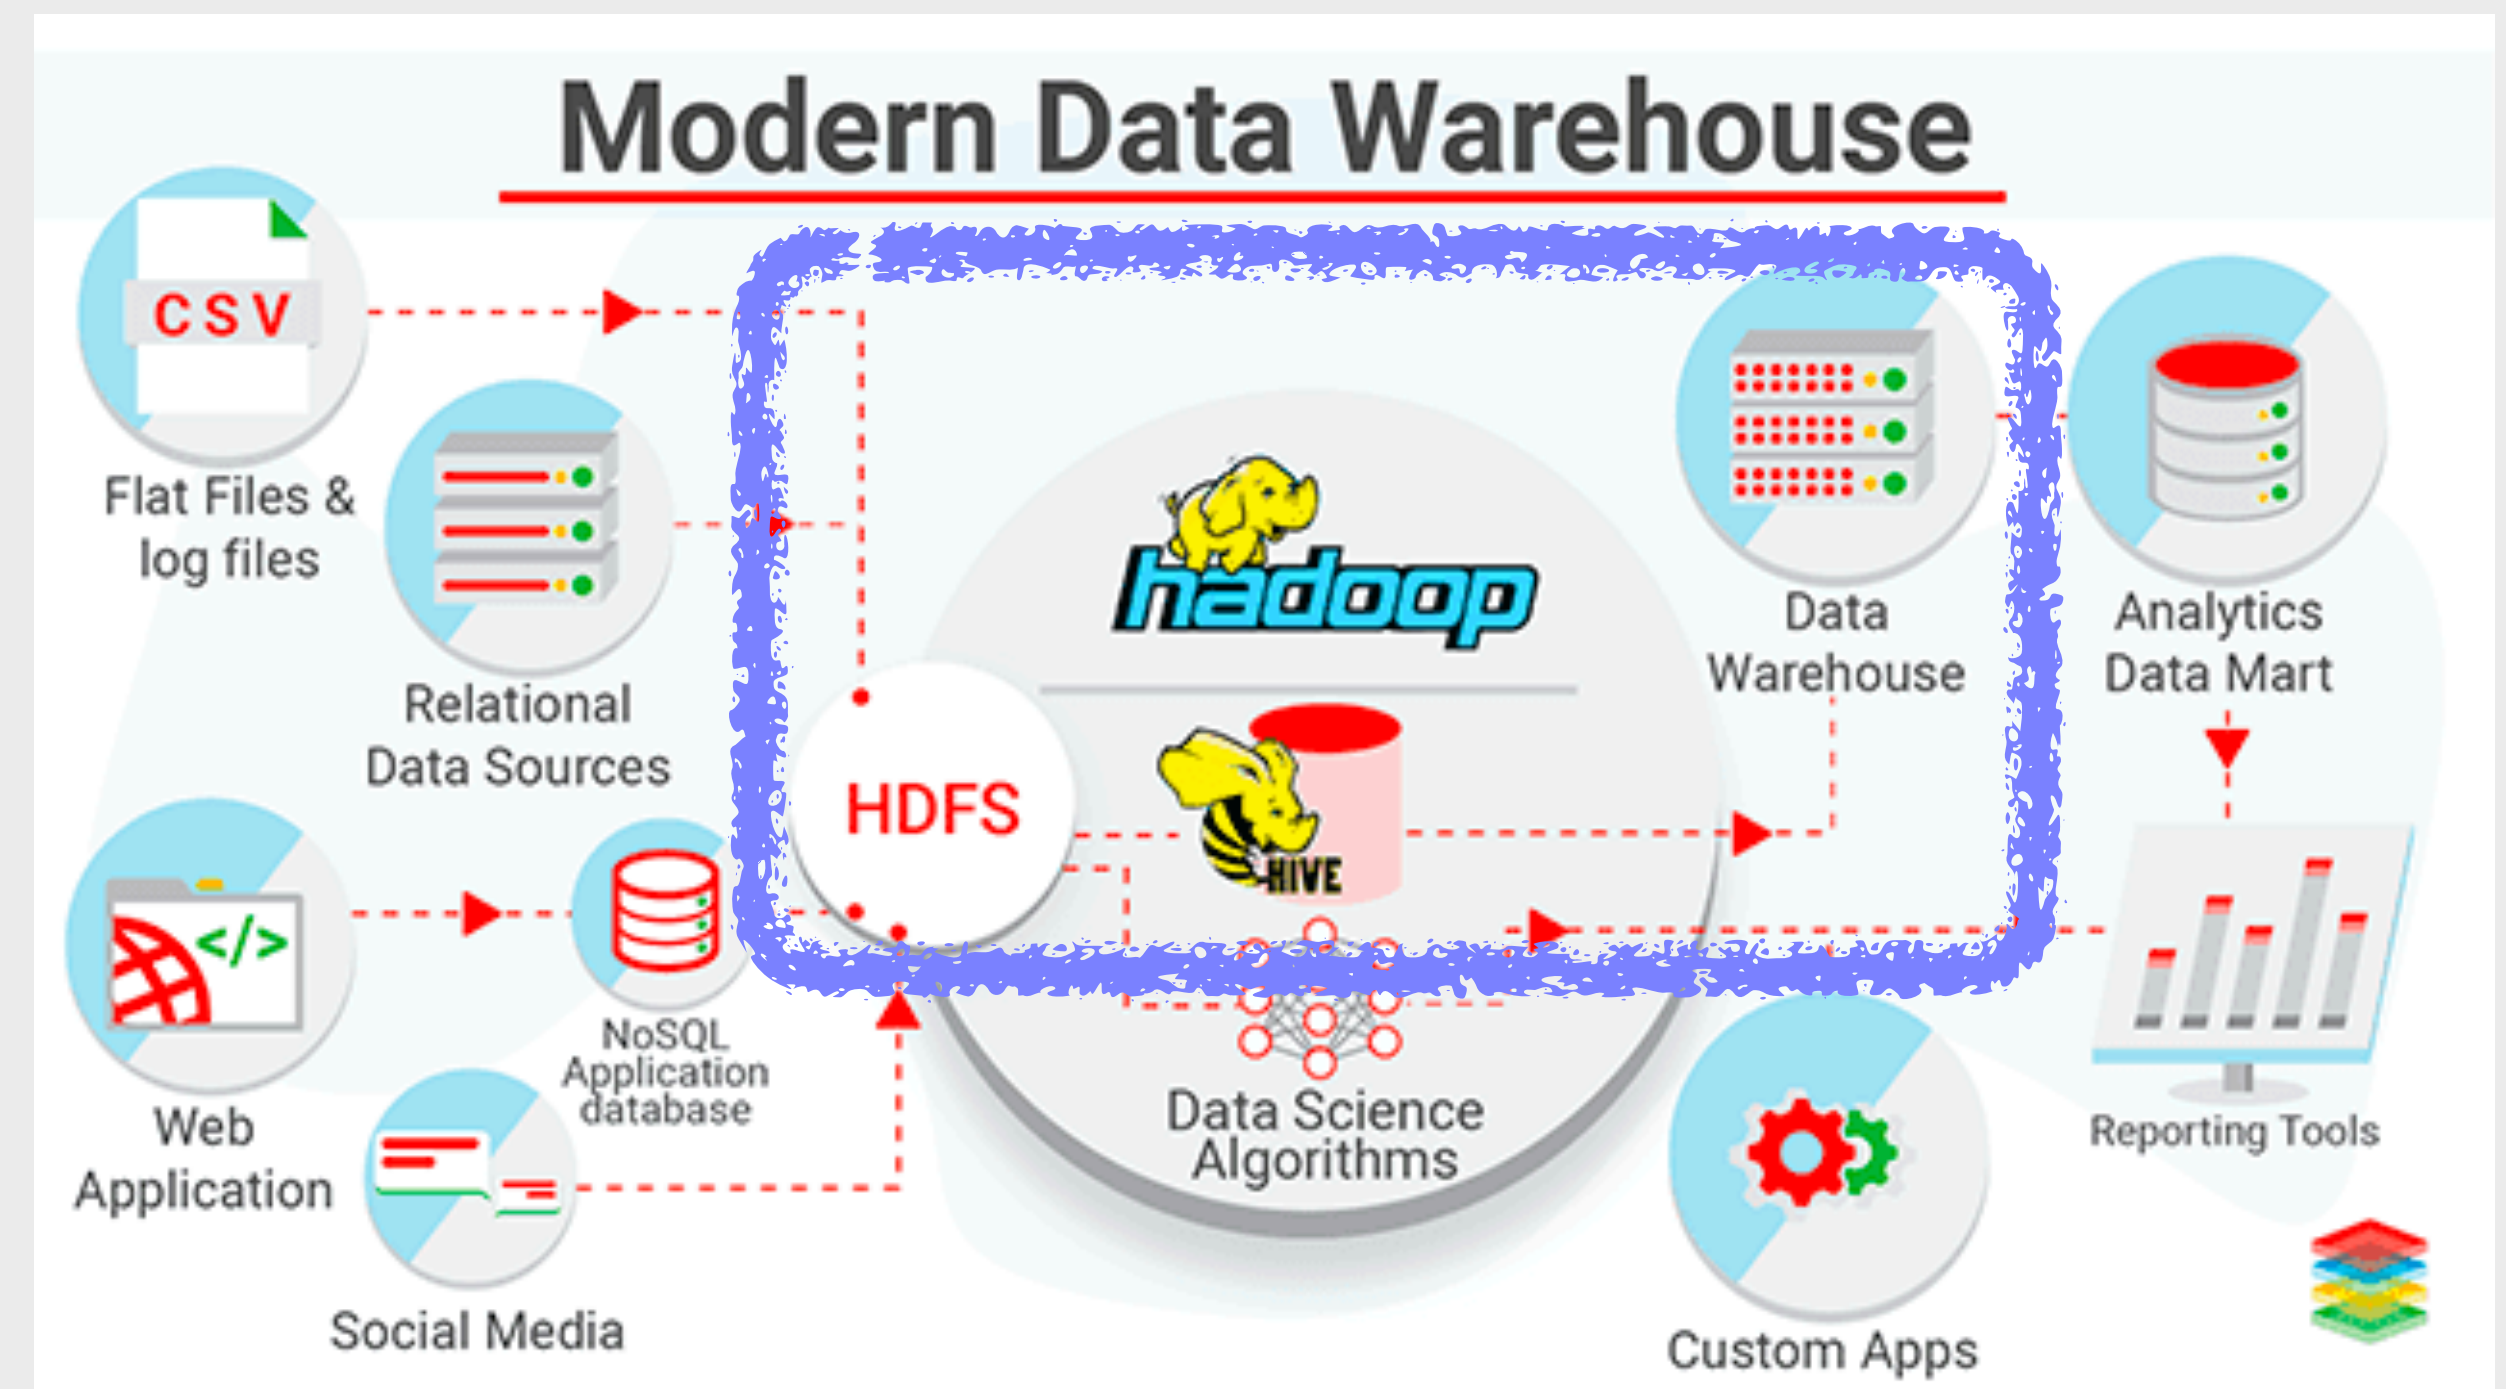 Modern Data Warehouse
CSV
Flat Files &
log files
Relational
Data Sources
Web
Application
NoSQL
Application
database
Social Media
HDFS
hadoop
HIVE
Data Science
Algorithms
Data
Warehouse
Analytics
Data Mart
Reporting Tools
Custom Apps